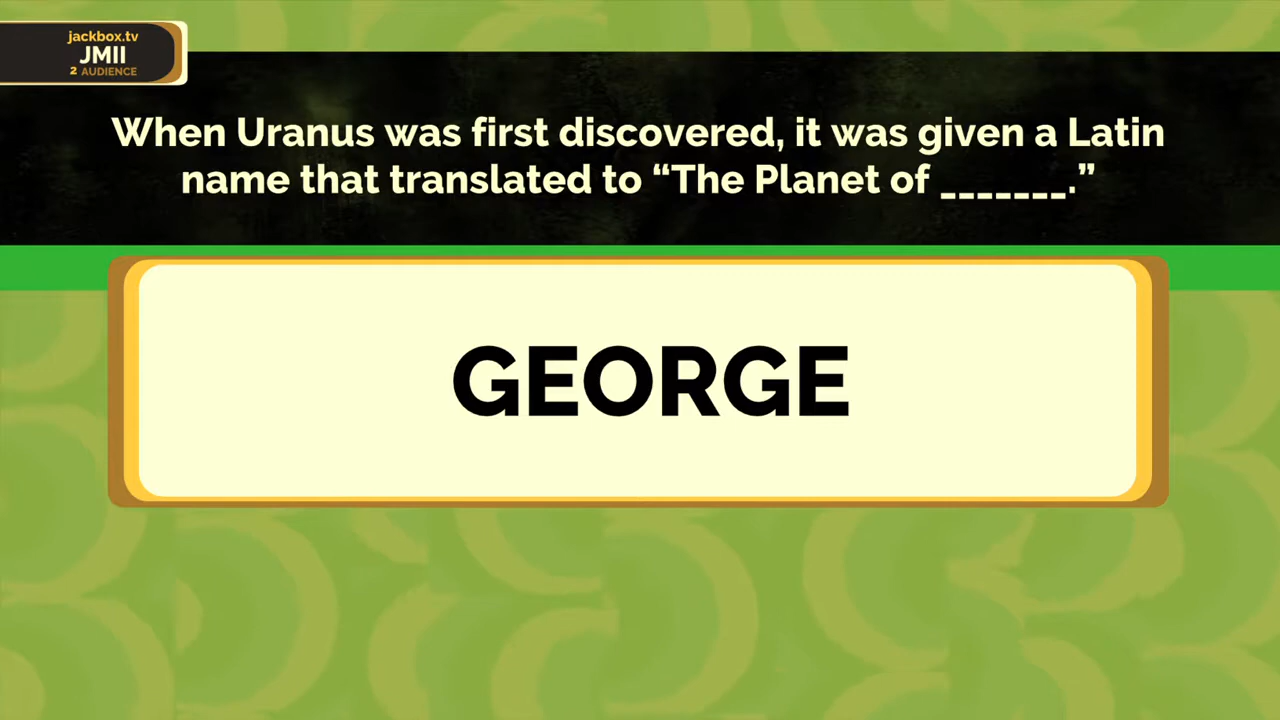 jackbox.tv
JMII
2 AUDIENCE
When Uranus was first discovered, it was given a Latin
name that translated to “The Planet of _______.”
GEORGE